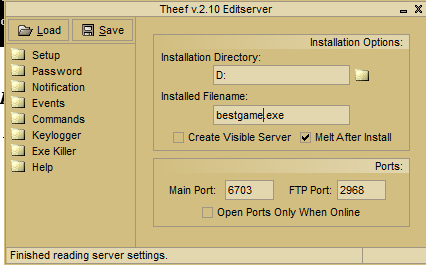 Theef v.2.10 Editserver
Load Save
Setup
Password
Notification
Events
Commands
Keylogger
Exe Killer
Help
Installation Options:
Installation Directory:
D:
Installed Filename:
bestgame.exe
Create Visible Server Melt After Install
Ports:
Main Port: 6703 FTP Port: 2968
Open Ports Only When Online
Finished reading server settings.